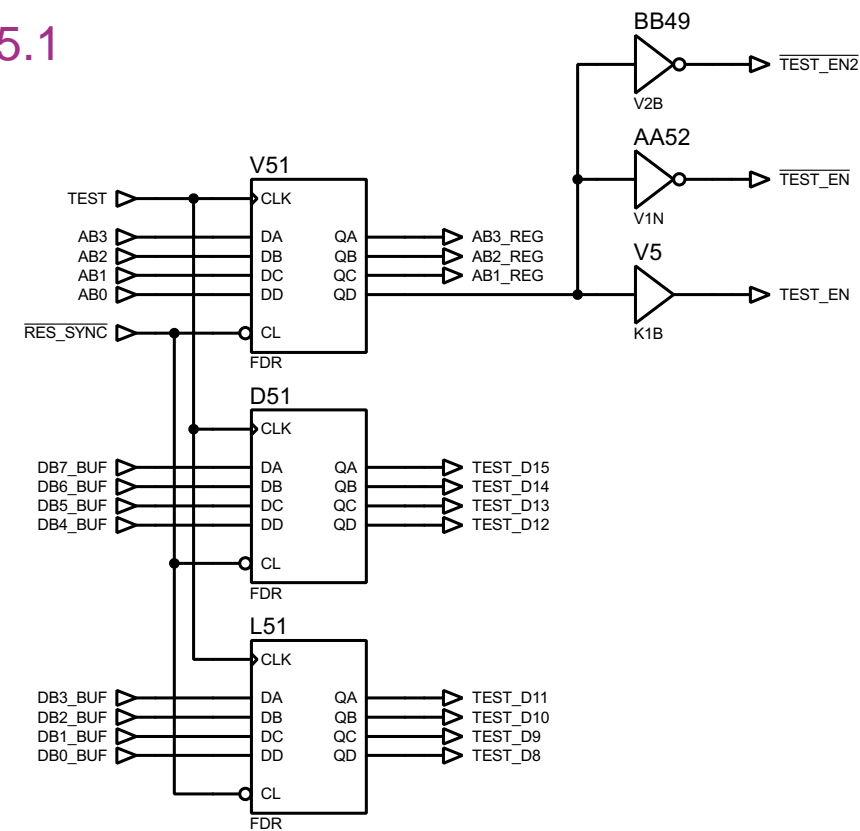 5.1
BB49
TEST_EN2
V2B
AA52
TEST_EN
V1N
V5
TEST_EN
K1B
V51
TEST CLK
AB3 DA QA AB3_REG
AB2 DB QB AB2_REG
AB1 DC QC AB1_REG
AB0 DD QD
RES_SYNC CL
FDR
D51
CLK
DB7_BUF DA QA TEST_D15
DB6_BUF DB QB TEST_D14
DB5_BUF DC QC TEST_D13
DB4_BUF DD QD TEST_D12
CL
FDR
L51
CLK
DB3_BUF DA QA TEST_D11
DB2_BUF DB QB TEST_D10
DB1_BUF DC QC TEST_D9
DB0_BUF DD QD TEST_D8
CL
FDR